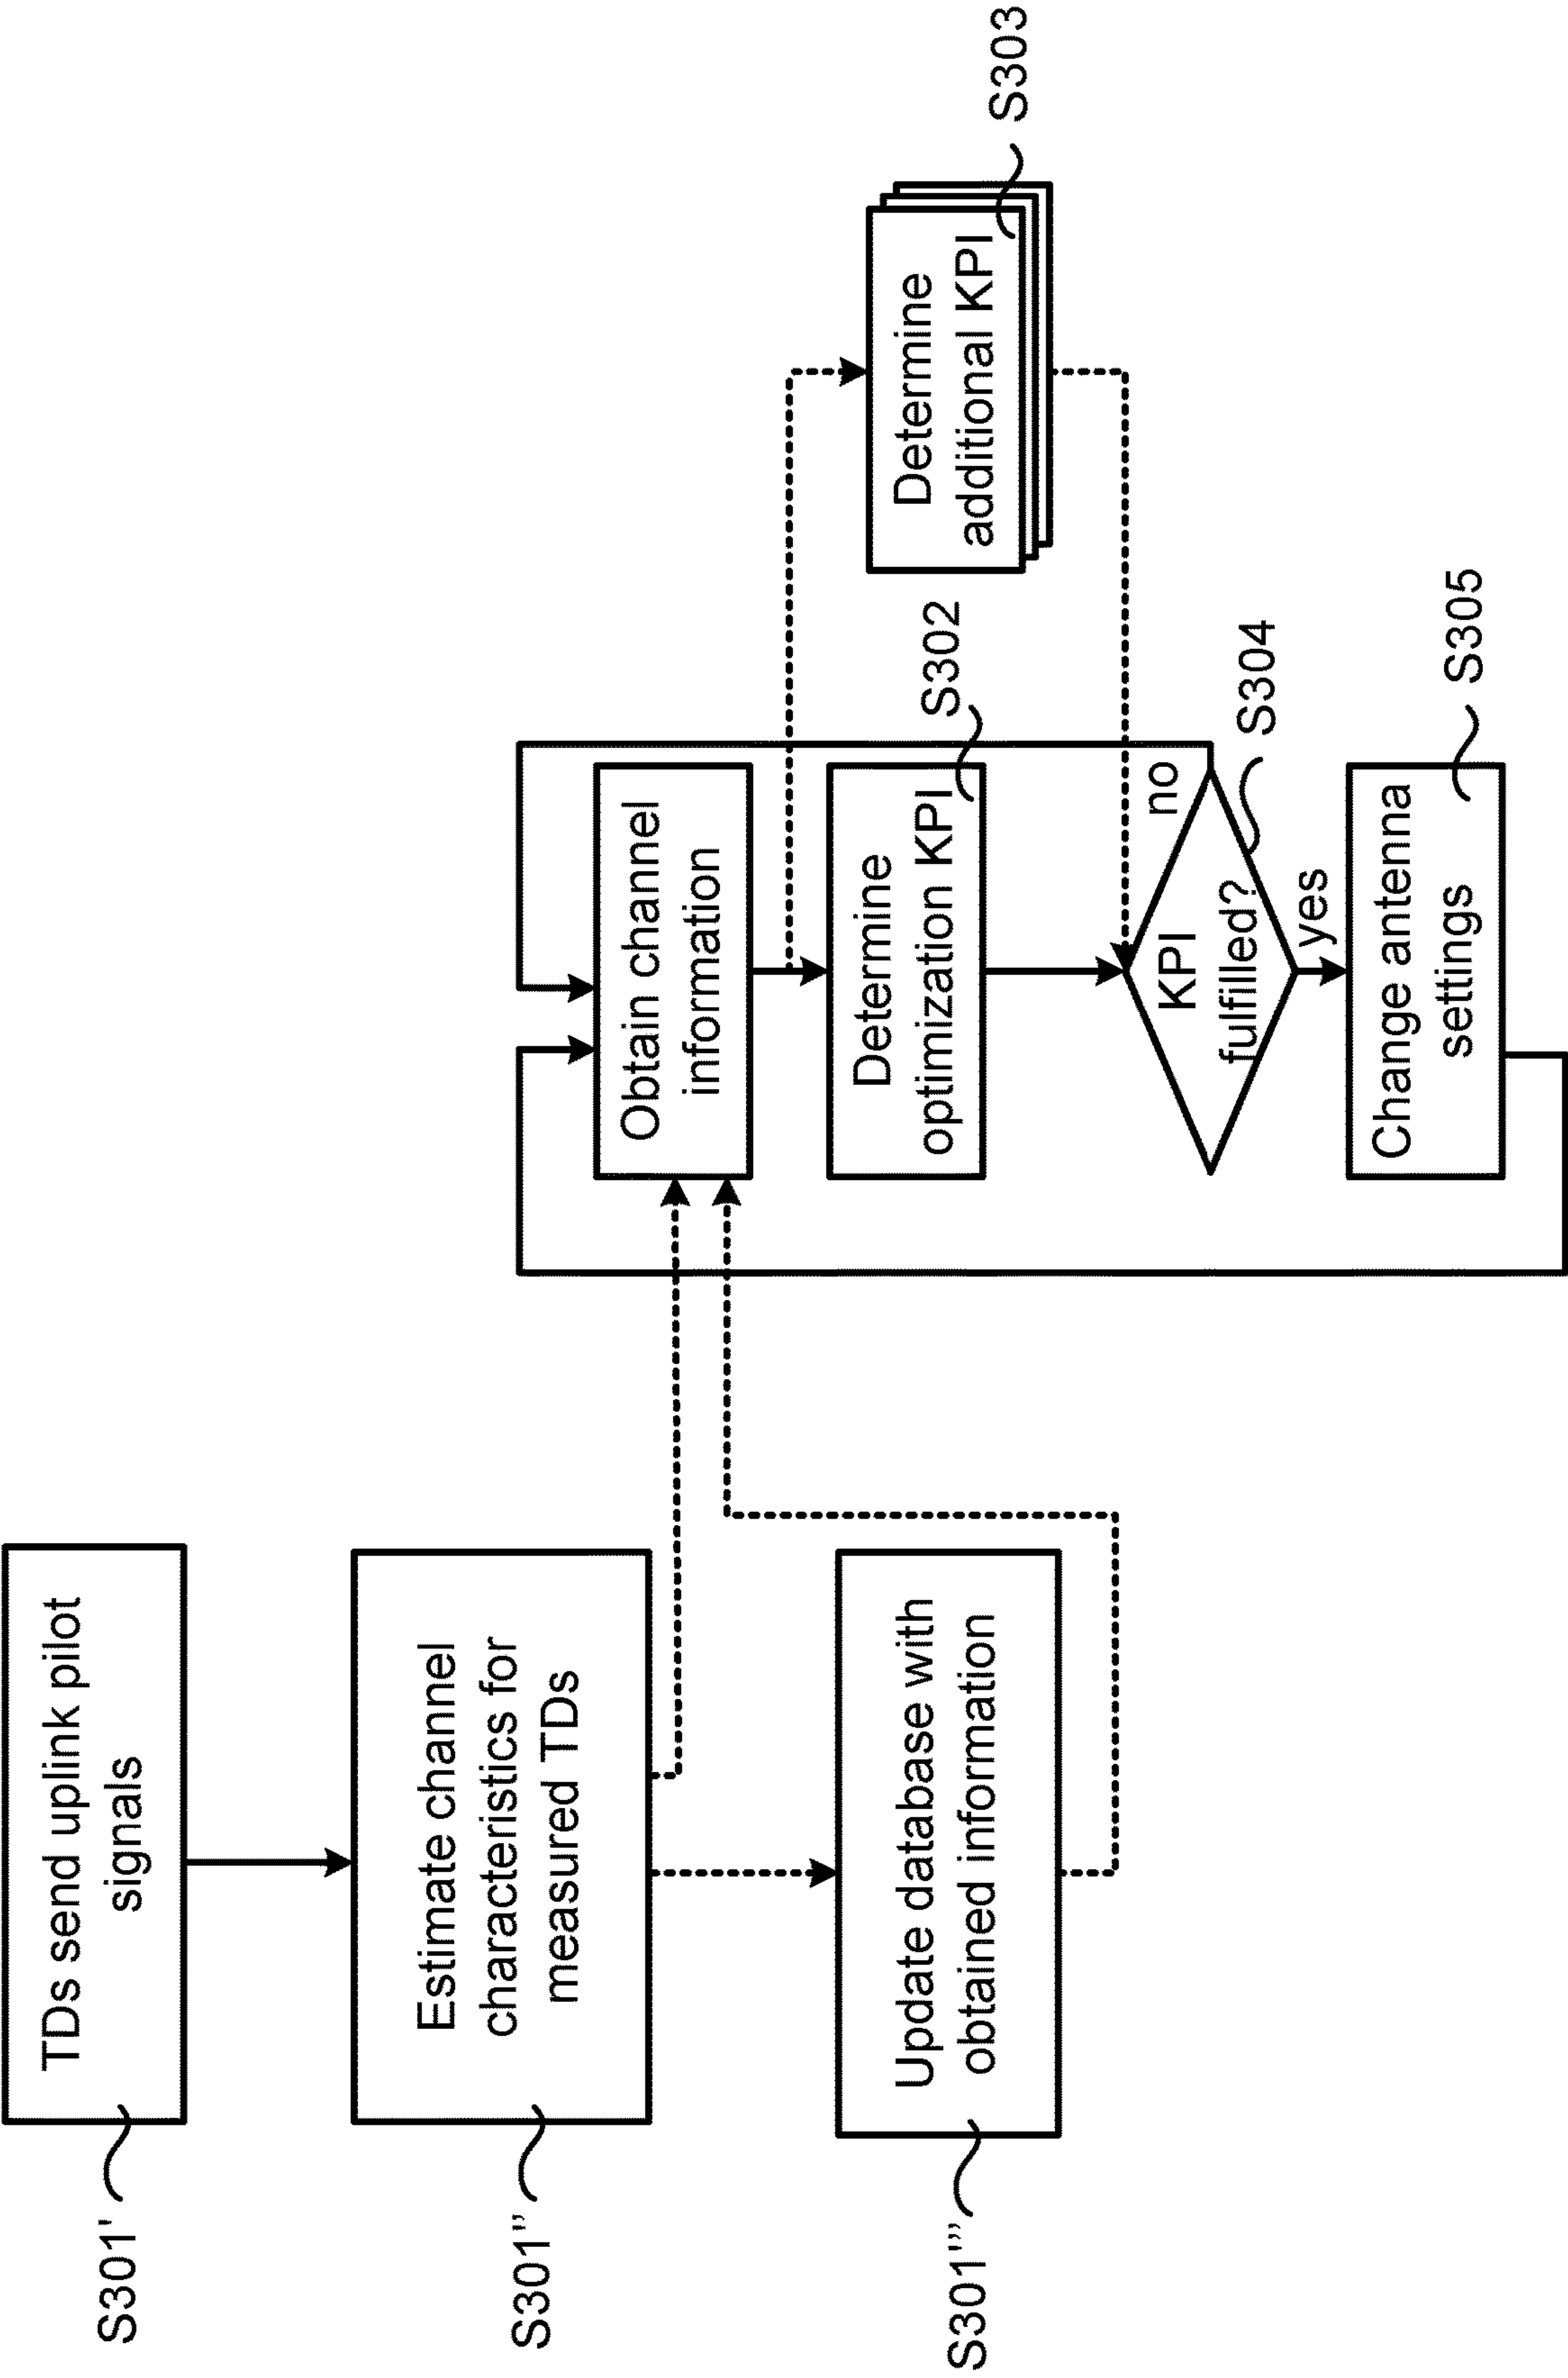 S301'
TDs send uplink pilot
signals
S301''
Estimate channel
characteristics for
measured TDs
S301'''
Update database with
obtained information
Obtain channel
information
Determine
optimization KPI
S302
Determine
additional KPI
S303
KPI
fulfilled?
no
S304
yes
Change antenna
settings
S305